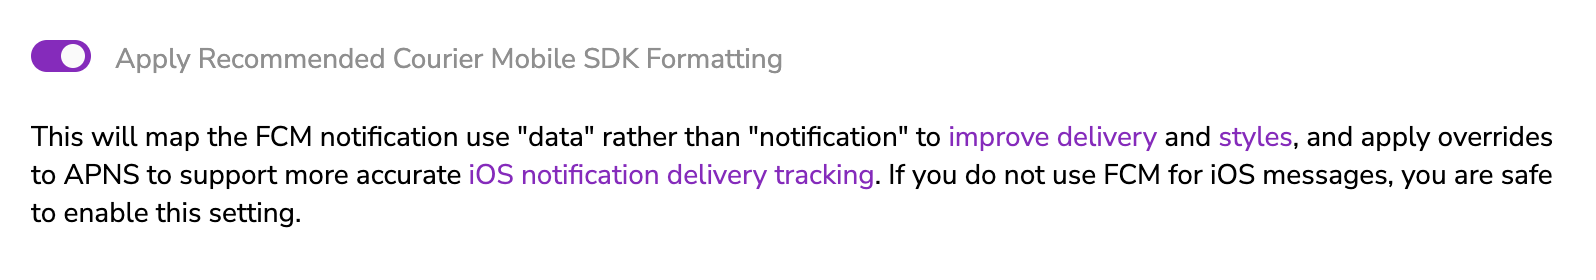 Apply Recommended Courier Mobile SDK Formatting
This will map the FCM notification use "data" rather than "notification" to improve delivery and styles, and apply overrides
to APNS to support more accurate iOS notification delivery tracking. If you do not use FCM for iOS messages, you are safe
to enable this setting.